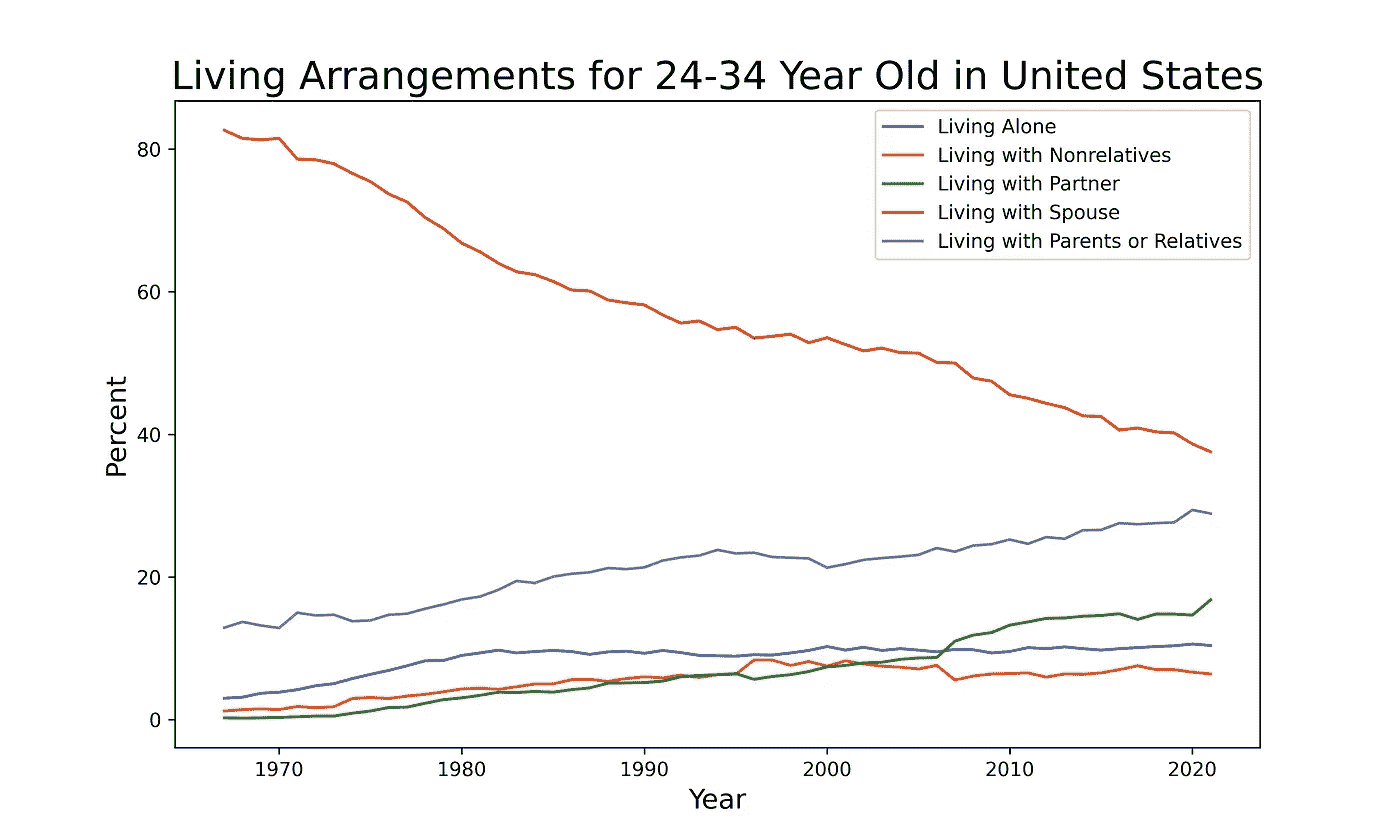 Living Arrangements for 24-34 Year Old in United States
Living Alone
Living with Nonrelatives
Living with Partner
Living with Spouse
Living with Parents or Relatives
80
60
40
20
0
Percent
1970 1980 1990 2000 2010 2020
Year